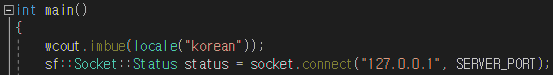 int main()
{
wcout.imbue(locale("korean"));
sf::Socket::Status status = socket.connect("127.0.0.1", SERVER_PORT);